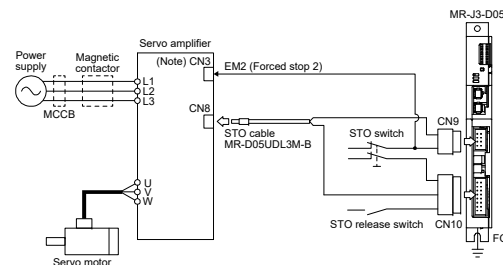 MR-J3-D05
Servo amplifier
Power
supply
Magnetic
contactor
(Note) CN3
EM2 (Forced stop 2)
L1
L2
L3
MCCB
CN8
STO cable
MR-D05UDL3M-B
STO switch
CN9
U
V
W
STO release switch
CN10
FG
Servo motor